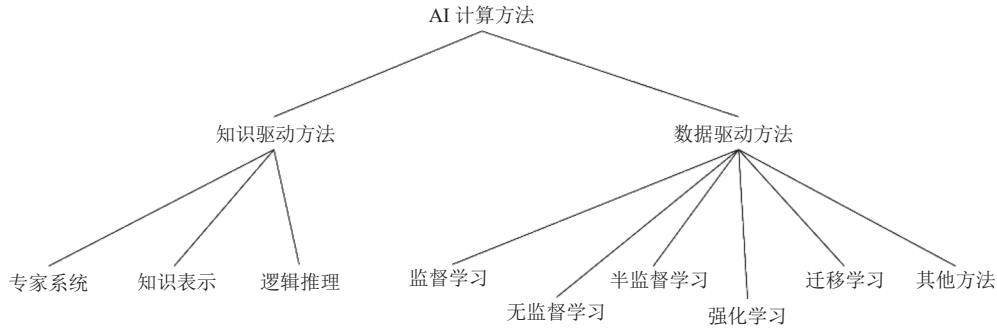 AI 计算方法
知识驱动方法
数据驱动方法
专家系统
知识表示
逻辑推理
监督学习
无监督学习
半监督学习
强化学习
迁移学习
其他方法